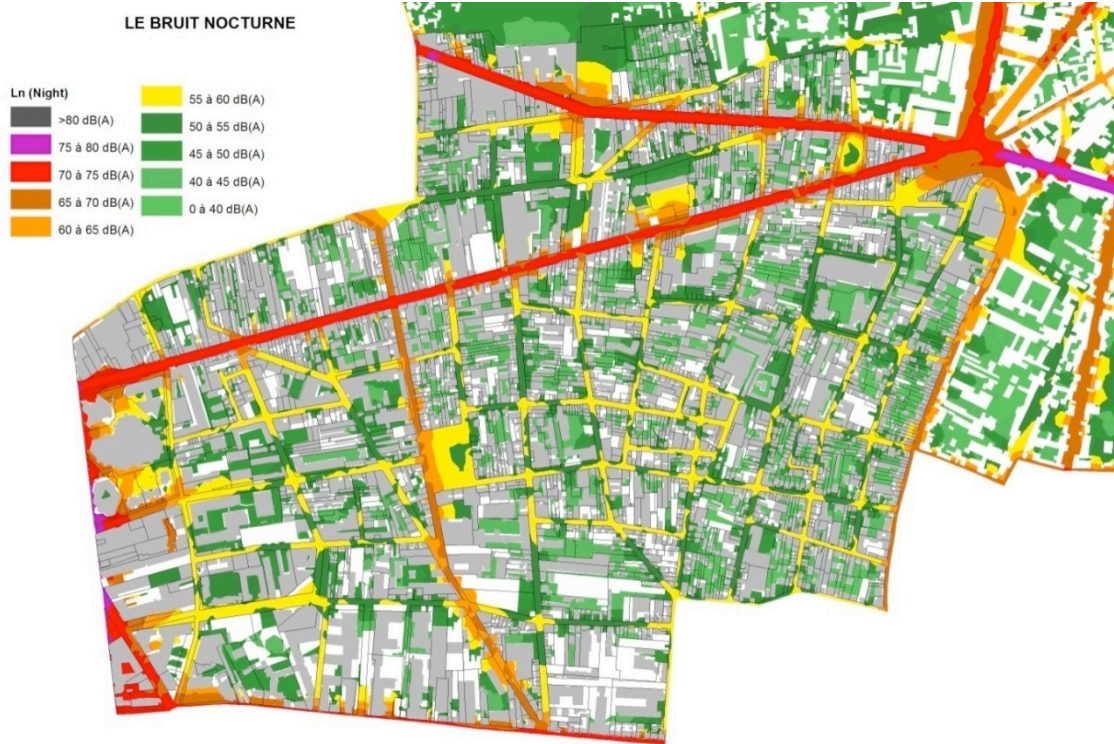 LE BRUIT NOCTURNE
Ln (Night)
>80 dB(A)
75 à 80 dB(A)
70 à 75 dB(A)
65 à 70 dB(A)
60 à 65 dB(A)
55 à 60 dB(A)
50 à 55 dB(A)
45 à 50 dB(A)
40 à 45 dB(A)
0 à 40 dB(A)